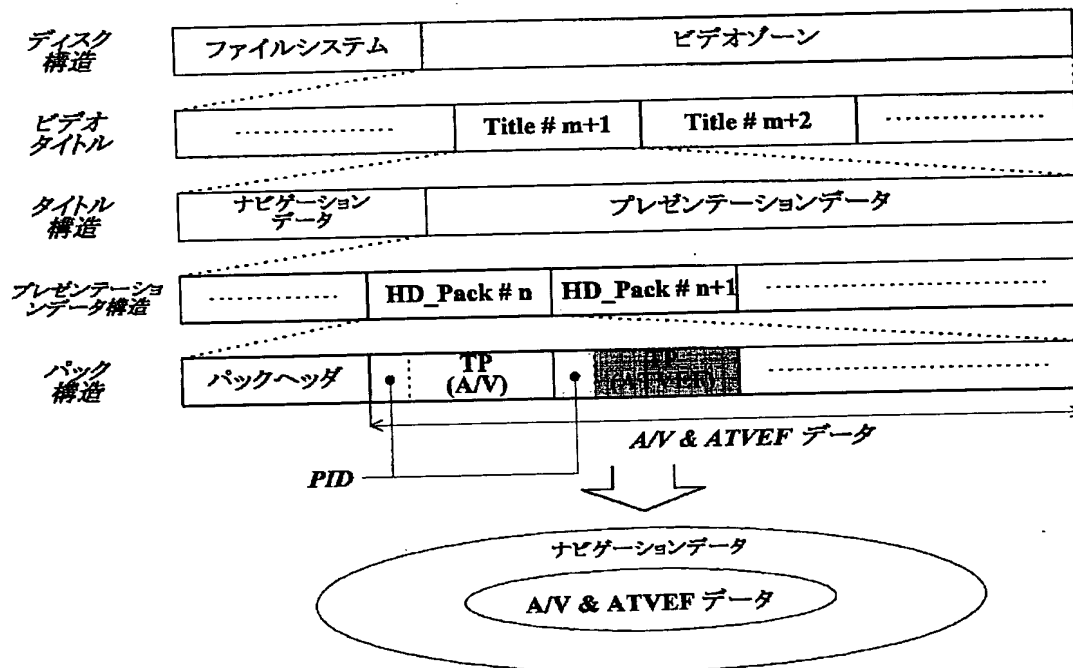 ディスク
構造
ファイルシステム
ビデオゾーン
ビデオ
タイトル
Title # m+1
Title # m+2
タイトル
構造
ナビゲーション
データ
プレゼンテーションデータ
プレゼンテーショ
ンデータ構造
HD_Pack # n
HD_Pack # n+1
パック
構造
パックヘッダ
TP
(A/V)
TP
(ATVEF)
A/V & ATVEF データ
PID
ナビゲーションデータ
A/V & ATVEF データ